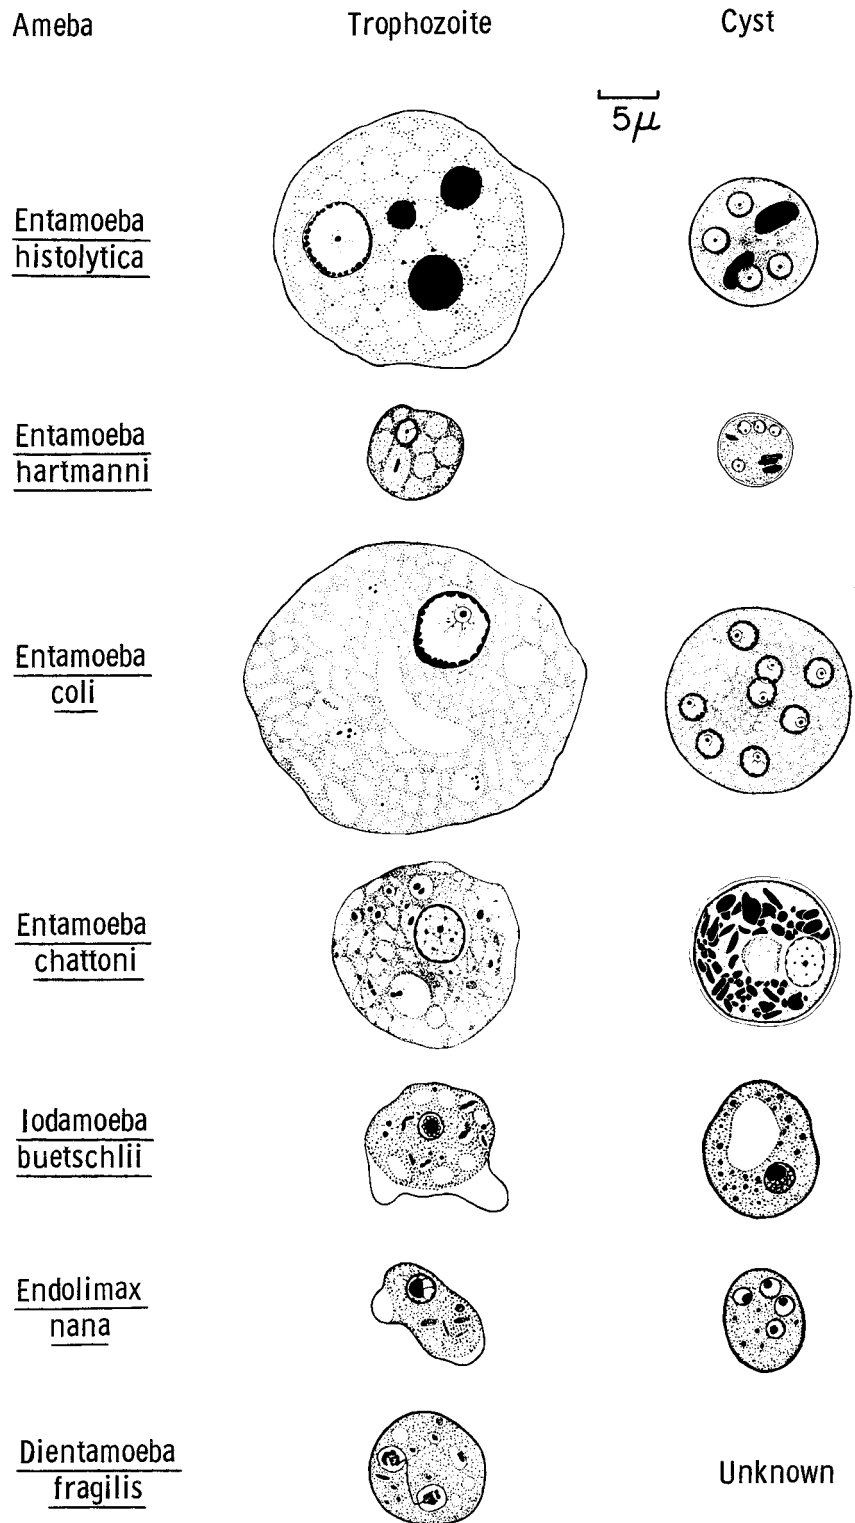 Ameba Trophozoite Cyst
5μ
Entamoeba
histolytica
Entamoeba
hartmanni
Entamoeba
coli
Entamoeba
chattoni
Iodamoeba
buetschlii
Endolimax
nana
Dientamoeba
fragilis
Unknown